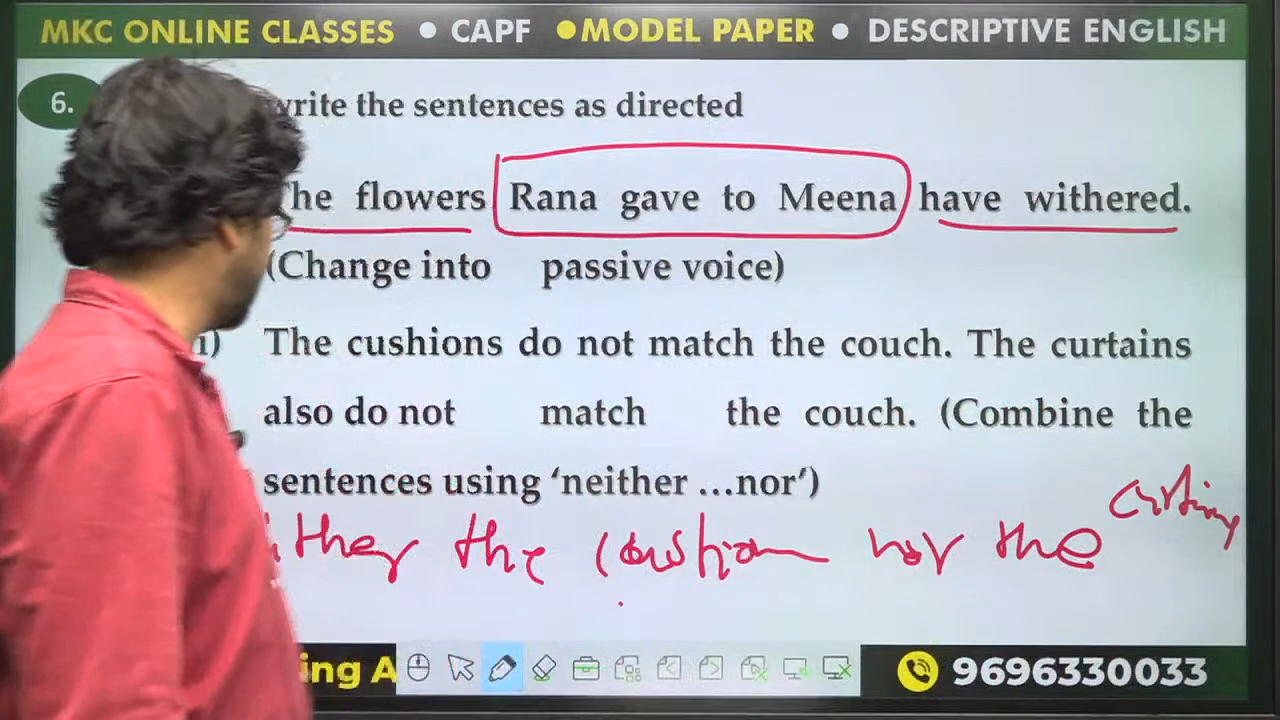 MKC ONLINE CLASSES • CAPF • MODEL PAPER • DESCRIPTIVE ENGLISH
6. write the sentences as directed
The flowers Rana gave to Meena have withered.
(Change into passive voice)
The cushions do not match the couch. The curtains
also do not match the couch. (Combine the
sentences using ‘neither …nor’)
the cushion nor the
9696330033